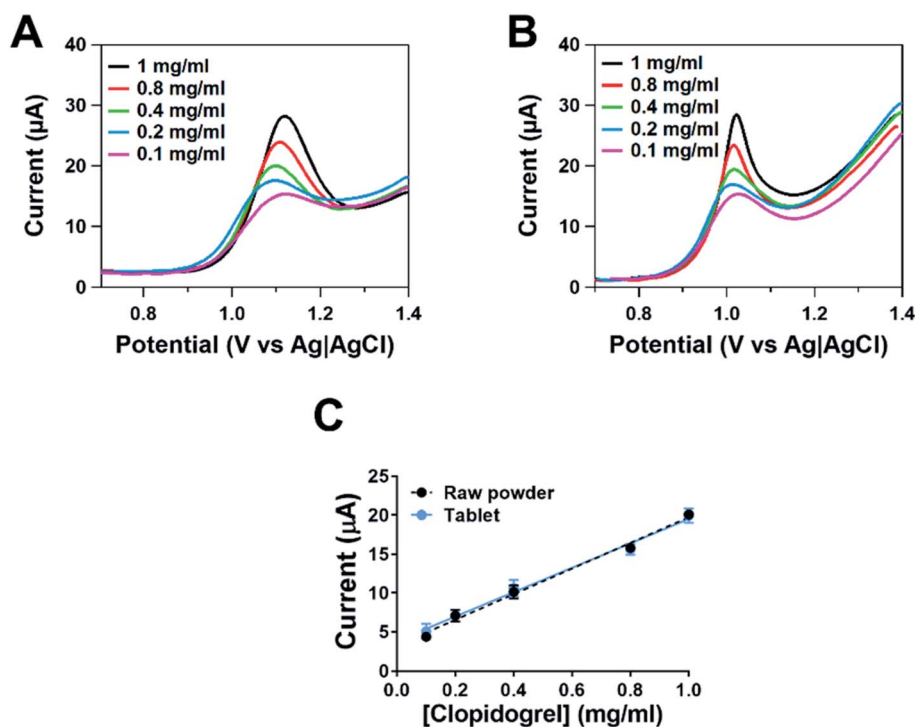 A
40
30
20
10
0
Current (µA)
1 mg/ml
0.8 mg/ml
0.4 mg/ml
0.2 mg/ml
0.1 mg/ml
0.8
1.0
1.2
1.4
Potential (V vs Ag|AgCl)
B
40
30
20
10
0
Current (µA)
1 mg/ml
0.8 mg/ml
0.4 mg/ml
0.2 mg/ml
0.1 mg/ml
0.8
1.0
1.2
1.4
Potential (V vs Ag|AgCl)
C
25
20
15
10
5
0
Current (µA)
Raw powder
Tablet
0.0
0.2
0.4
0.6
0.8
1.0
[Clopidogrel] (mg/ml)